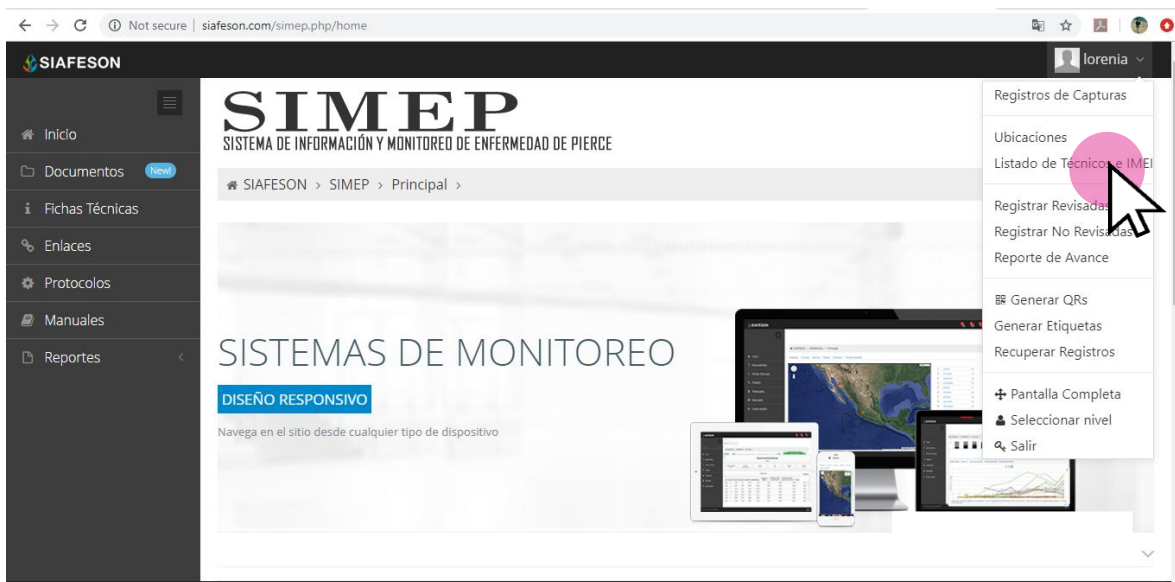 Not secure | siafeson.com/simep.php/home
SIAFESON
lorenia
Inicio
Documentos New!
Fichas Técnicas
Enlaces
Protocolos
Manuales
Reportes
SIMEP
SISTEMA DE INFORMACIÓN Y MONITOREO DE ENFERMEDAD DE PIERCE
SIAFESON > SIMEP > Principal >
SISTEMAS DE MONITOREO
DISEÑO RESPONSIVO
Navega en el sitio desde cualquier tipo de dispositivo
Registros de Capturas
Ubicaciones
Listado de Técnicos e IMEI
Registrar Revisadas
Registrar No Revisadas
Reporte de Avance
Generar QRs
Generar Etiquetas
Recuperar Registros
Pantalla Completa
Seleccionar nivel
Salir